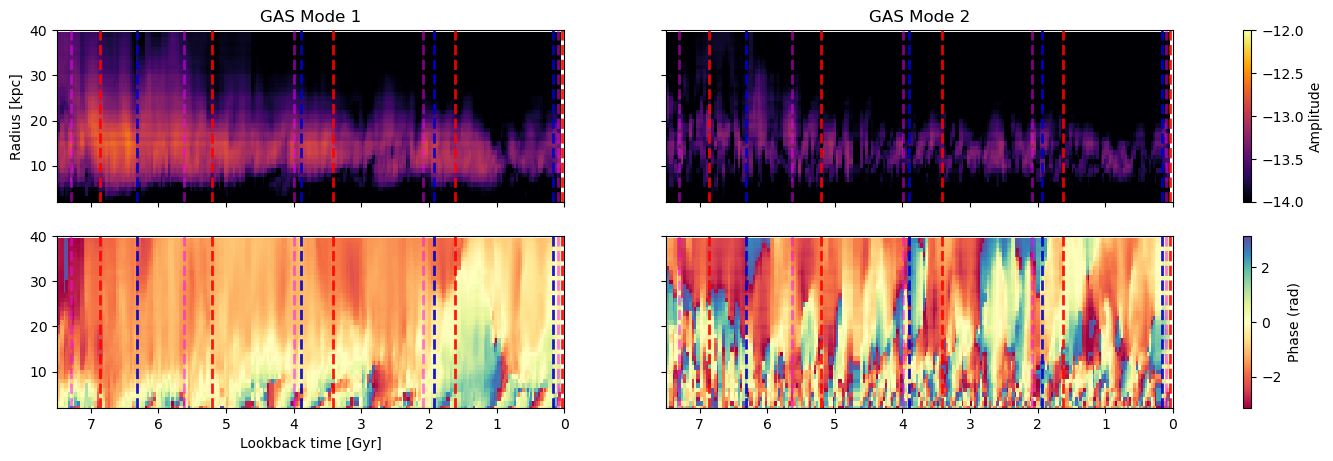 GAS Mode 1
GAS Mode 2
40
30
20
10
Radius [kpc]
−12.0
−12.5
−13.0
−13.5
−14.0
Amplitude
40
30
20
10
7 6 5 4 3 2 1 0
Lookback time [Gyr]
7 6 5 4 3 2 1 0
2
0
−2
Phase (rad)